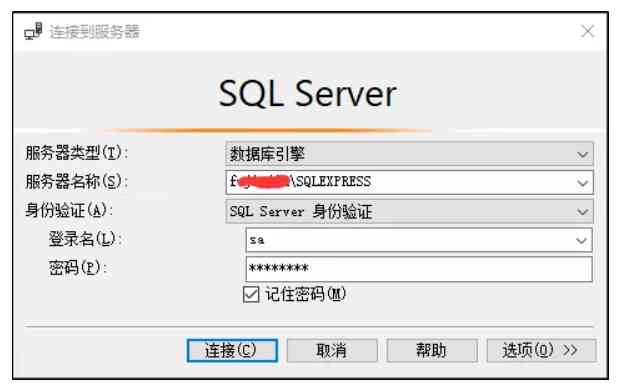 连接到服务器
SQL Server
服务器类型(T): 数据库引擎
服务器名称(S): \SQLEXPRESS
身份验证(A): SQL Server 身份验证
登录名(L): sa
密码(P): ********
记住密码(M)
连接(C) 取消 帮助 选项(O) >>